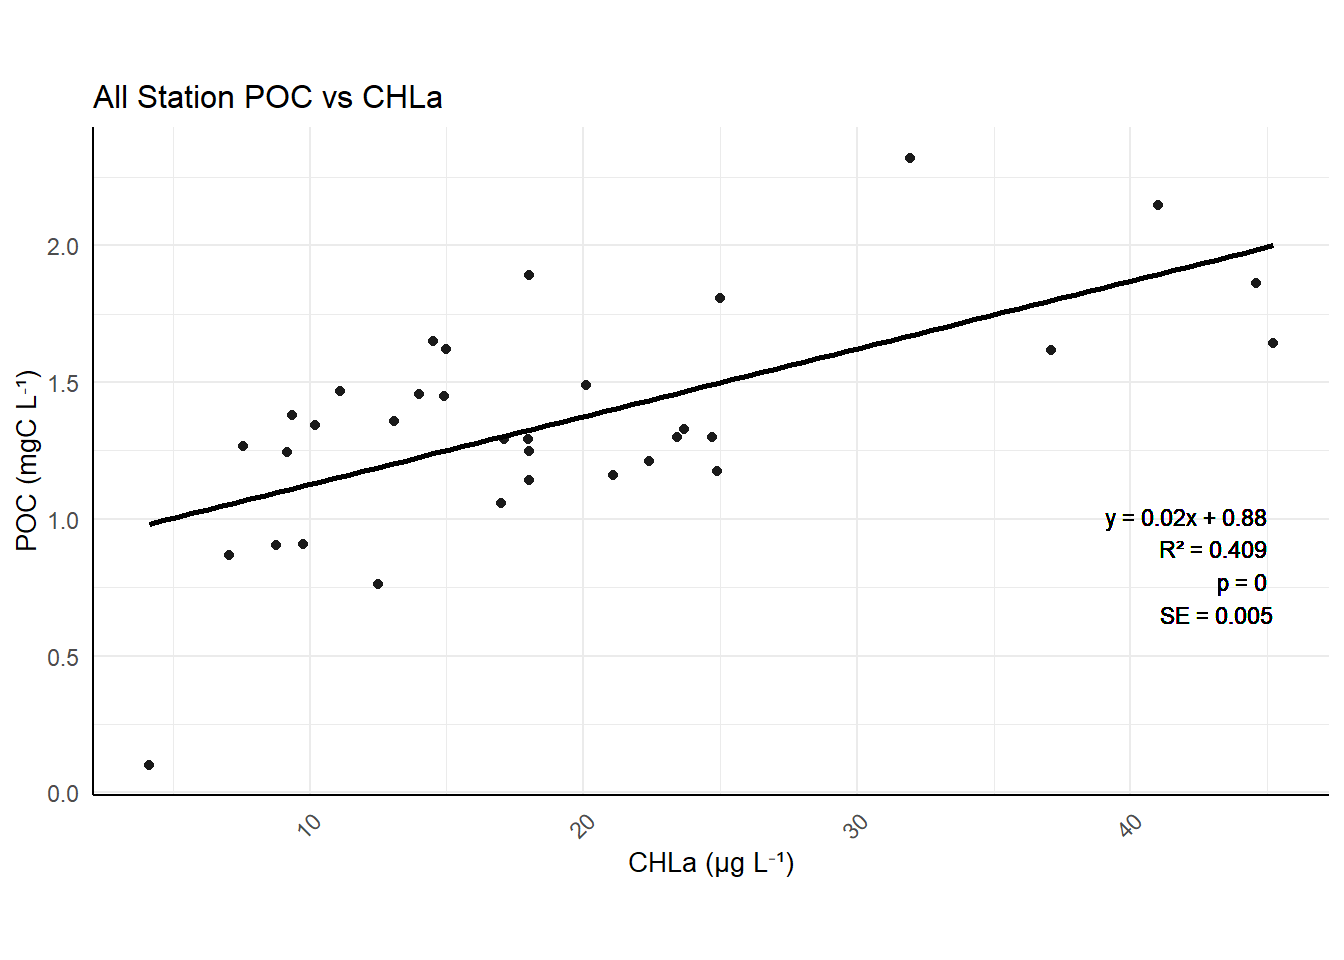 All Station POC vs CHLa
POC (mgC L⁻¹)
2.0
1.5
1.0
0.5
0.0
y = 0.02x + 0.88
R² = 0.409
p = 0
SE = 0.005
10
20
30
40
CHLa (µg L⁻¹)